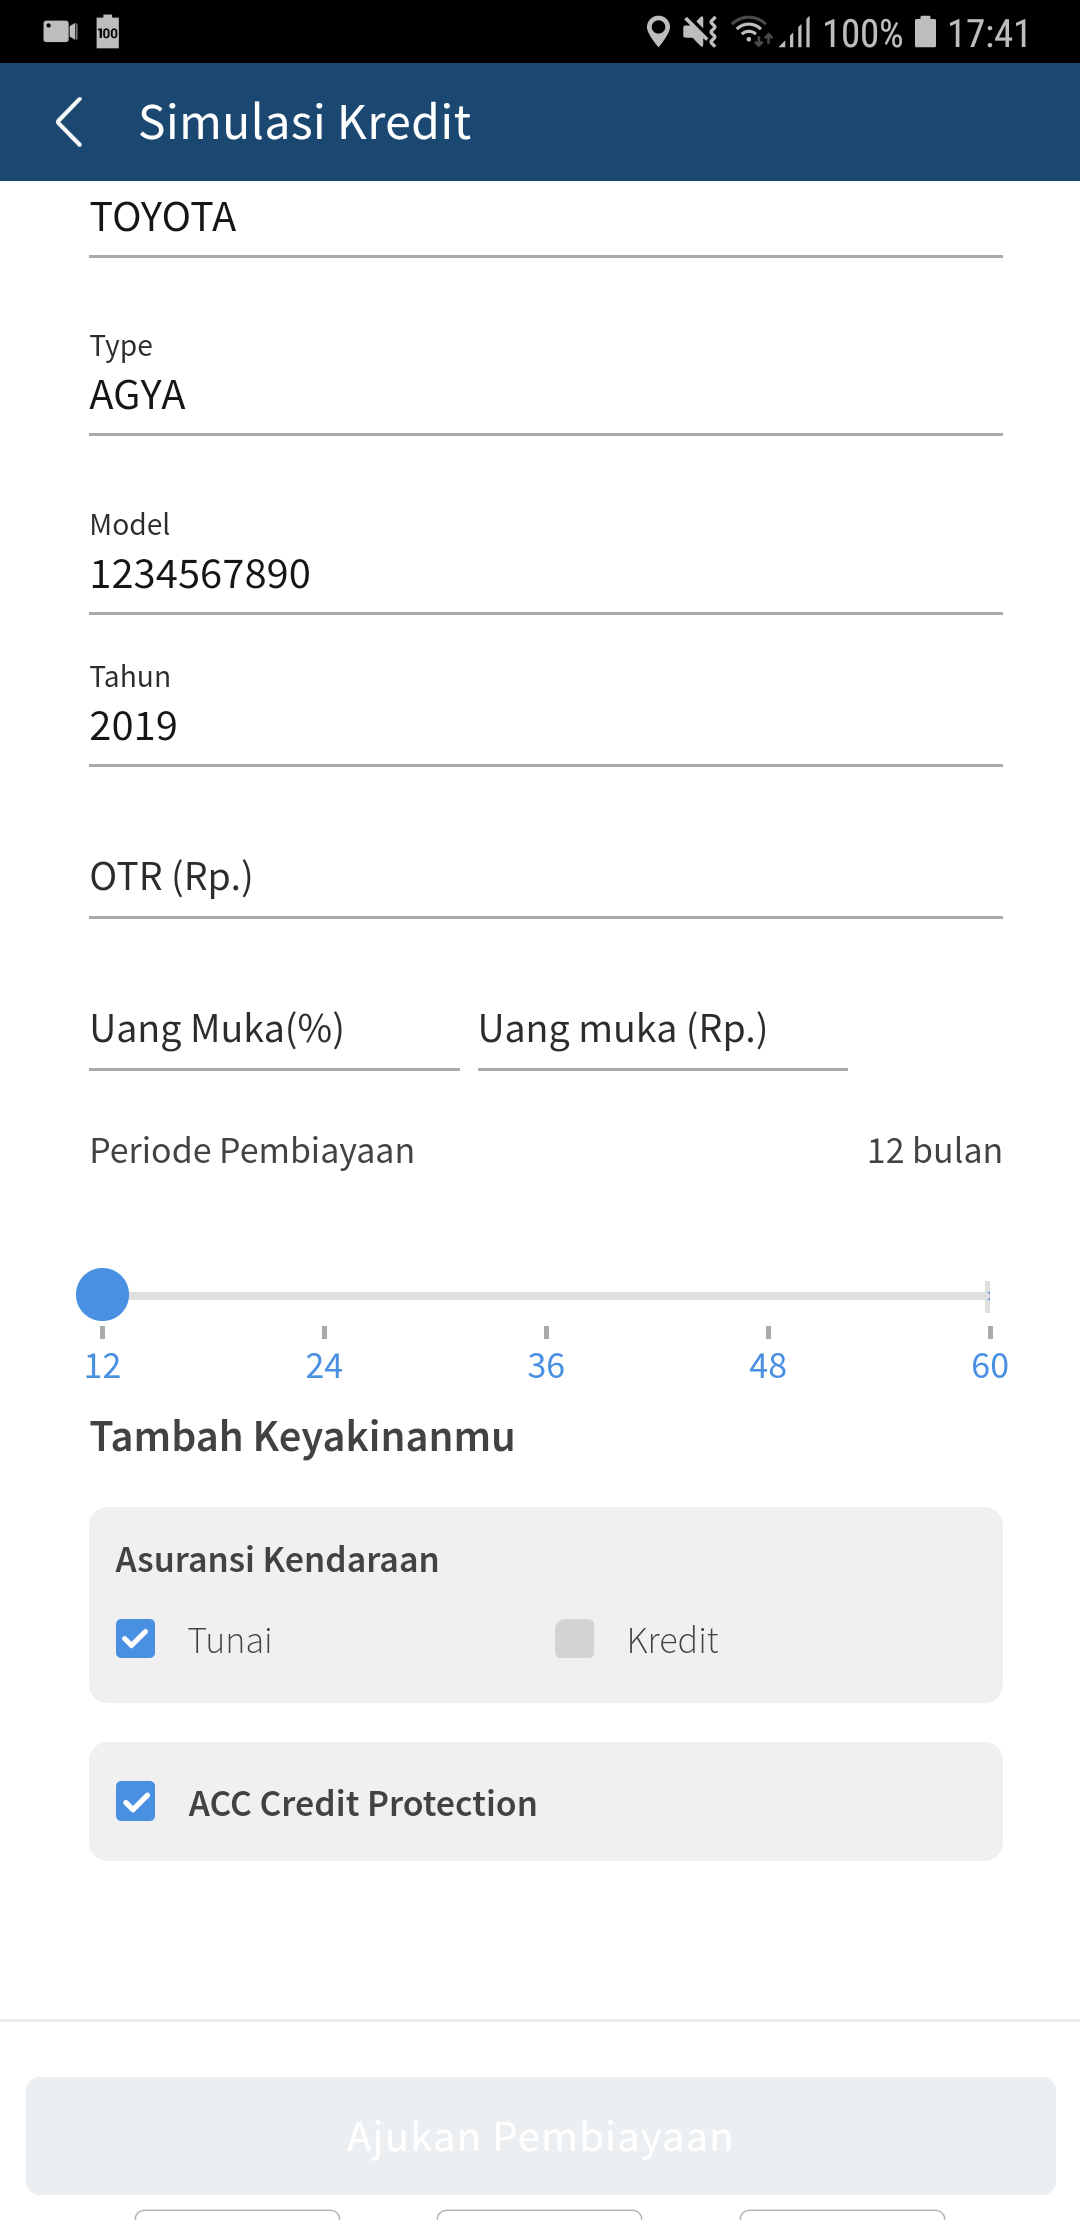 100 100% 17:41
Simulasi Kredit
TOYOTA
Type
AGYA
Model
1234567890
Tahun
2019
OTR (Rp.)
Uang Muka(%) Uang muka (Rp.)
Periode Pembiayaan 12 bulan
12 24 36 48 60
Tambah Keyakinanmu
Asuransi Kendaraan
Tunai Kredit
ACC Credit Protection
Ajukan Pembiayaan